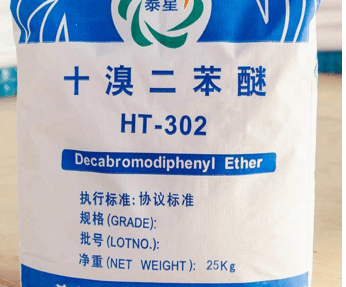 泰星
十溴二苯醚
HT-302
Decabromodiphenyl Ether
执行标准: 协议标准
规格(GRADE):
批号(LOTNO.):
净重(NET WEIGHT): 25Kg